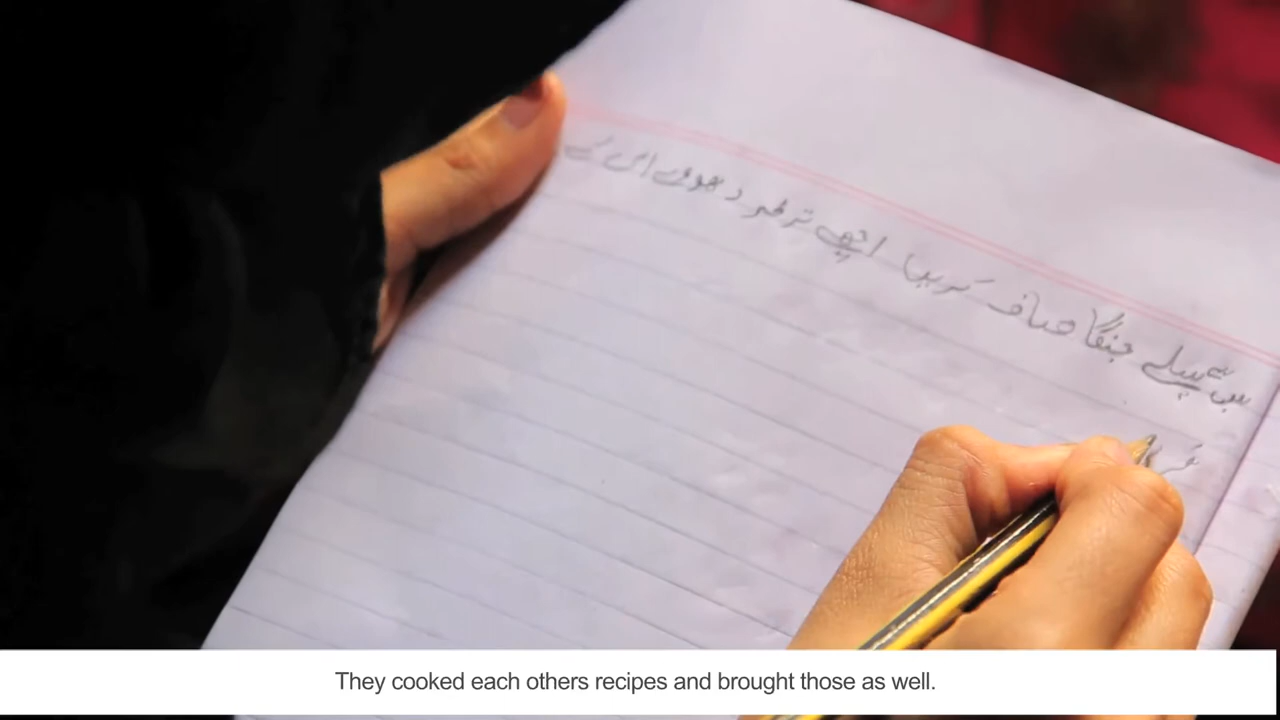 سب سے پہلے جنگا صاف کریں اچھے دھوئے اس کے
They cooked each others recipes and brought those as well.